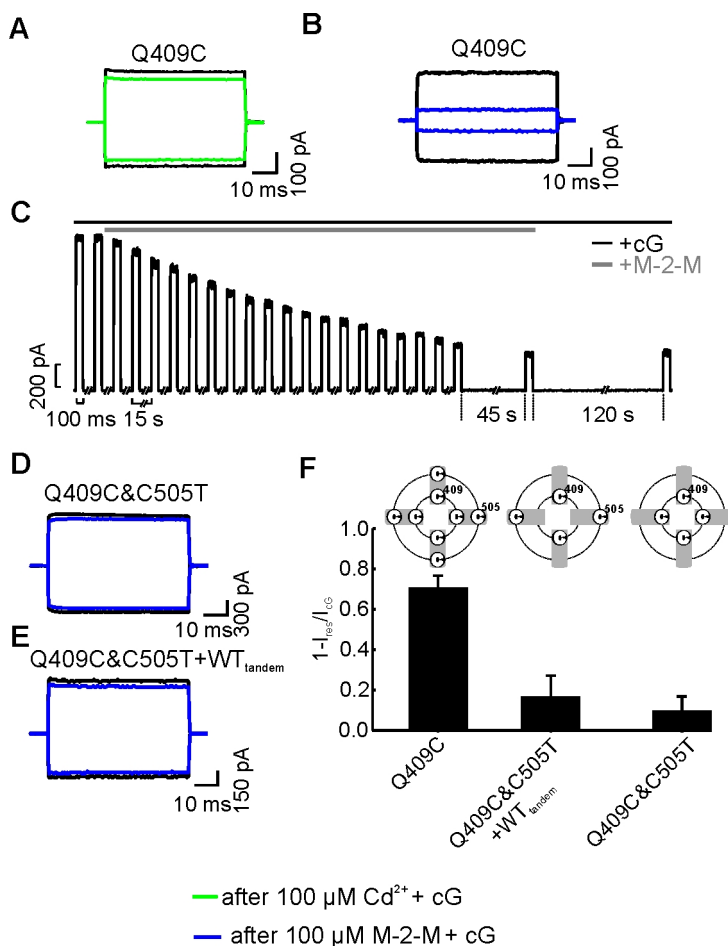 A
Q409C
10 ms
100 pA
B
Q409C
10 ms
100 pA
C
+cG
+M-2-M
200 pA
100 ms
15 s
45 s
120 s
D
Q409C&C505T
10 ms
300 pA
E
Q409C&C505T+WTtandem
10 ms
150 pA
F
C
C 409
C C C C 505
C
C
C 409
C C 505
C
C 409
C C
C
1-Ires/IcG
1.0
0.8
0.6
0.4
0.2
0.0
Q409C
Q409C&C505T
+WTtandem
Q409C&C505T
after 100 µM Cd2+ + cG
after 100 µM M-2-M + cG